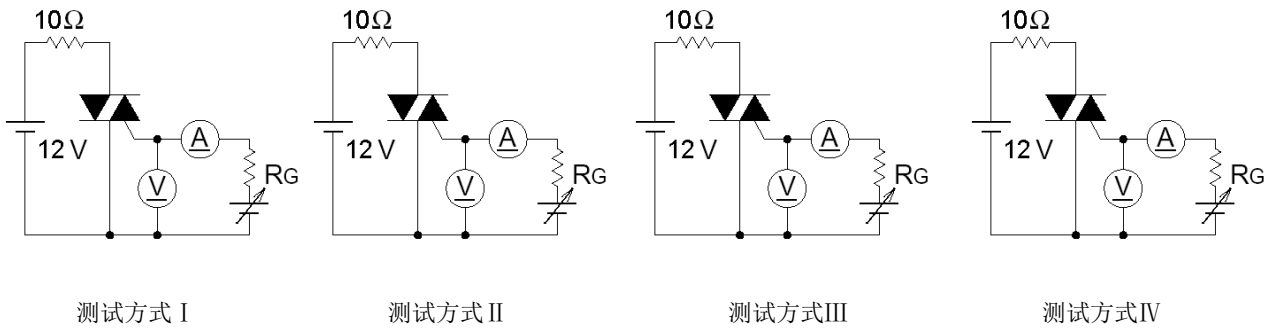 10Ω 10Ω 10Ω 10Ω
A A A A
12 V 12 V 12 V 12 V
V RG V RG V RG V RG
测试方式Ⅰ 测试方式Ⅱ 测试方式Ⅲ 测试方式Ⅳ